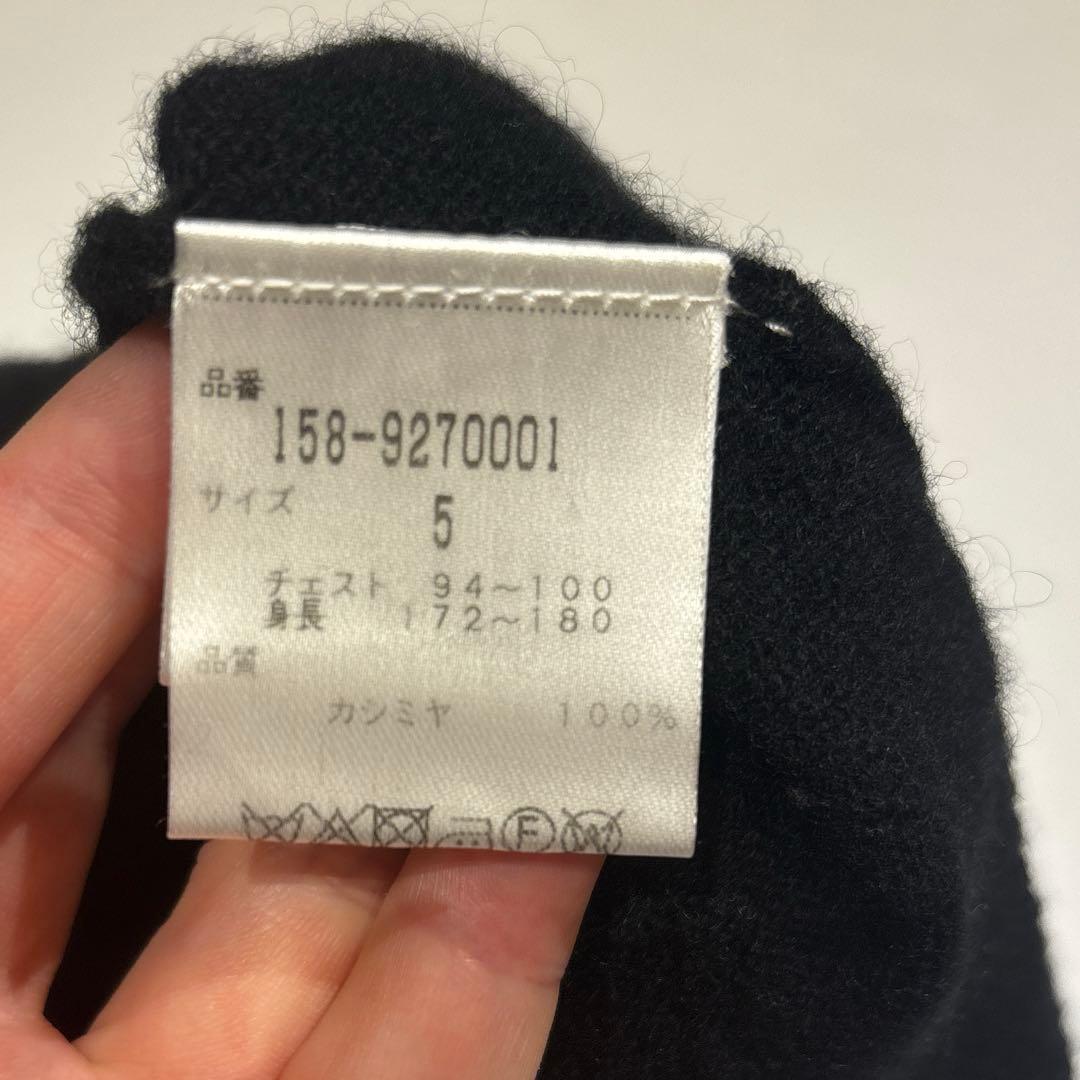 品番
158-9270001
サイズ
5
チェスト 94～100
身長 172～180
品質
カシミヤ 100%
F
W